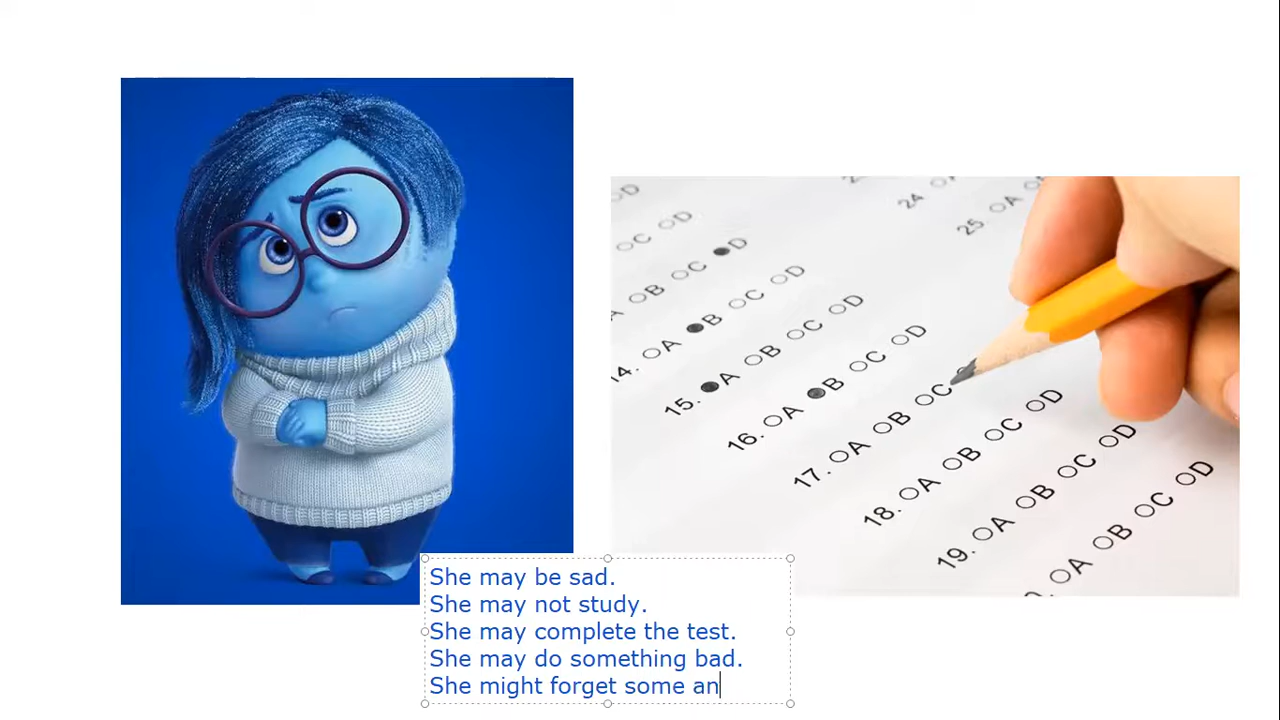 24
25
D
C D
B C D
14. A B C D
15. A B C D
16. A B C D
17. A B C
18. A B C D
19. A B C D
A B C D
She may be sad.
She may not study.
She may complete the test.
She may do something bad.
She might forget some an